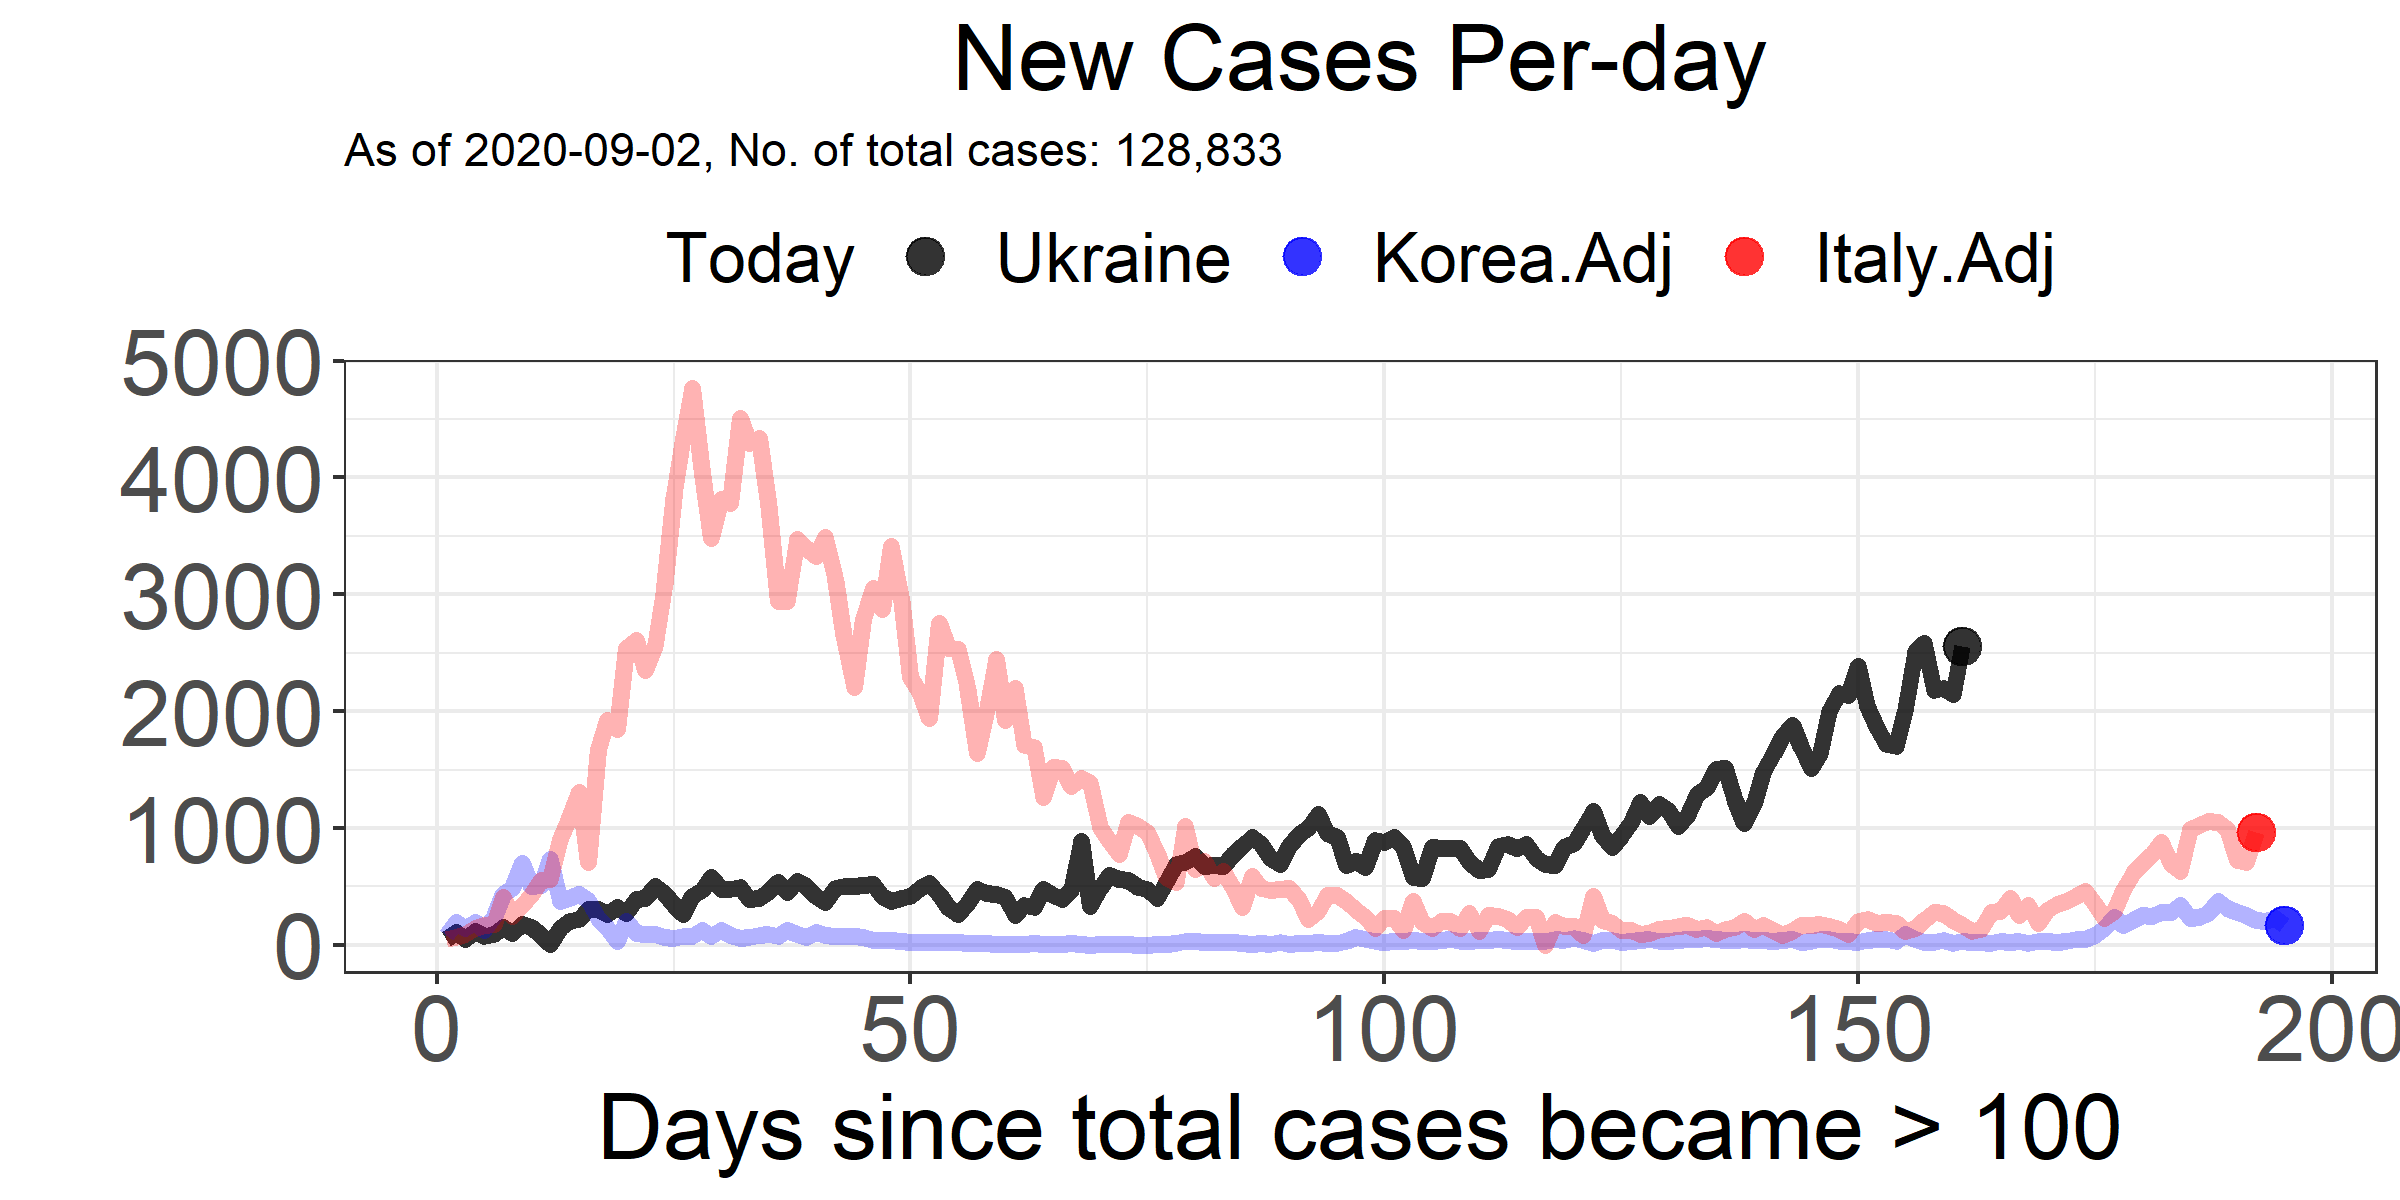 New Cases Per-day
As of 2020-09-02, No. of total cases: 128,833
Today Ukraine Korea.Adj Italy.Adj
5000
4000
3000
2000
1000
0
0 50 100 150 200
Days since total cases became > 100